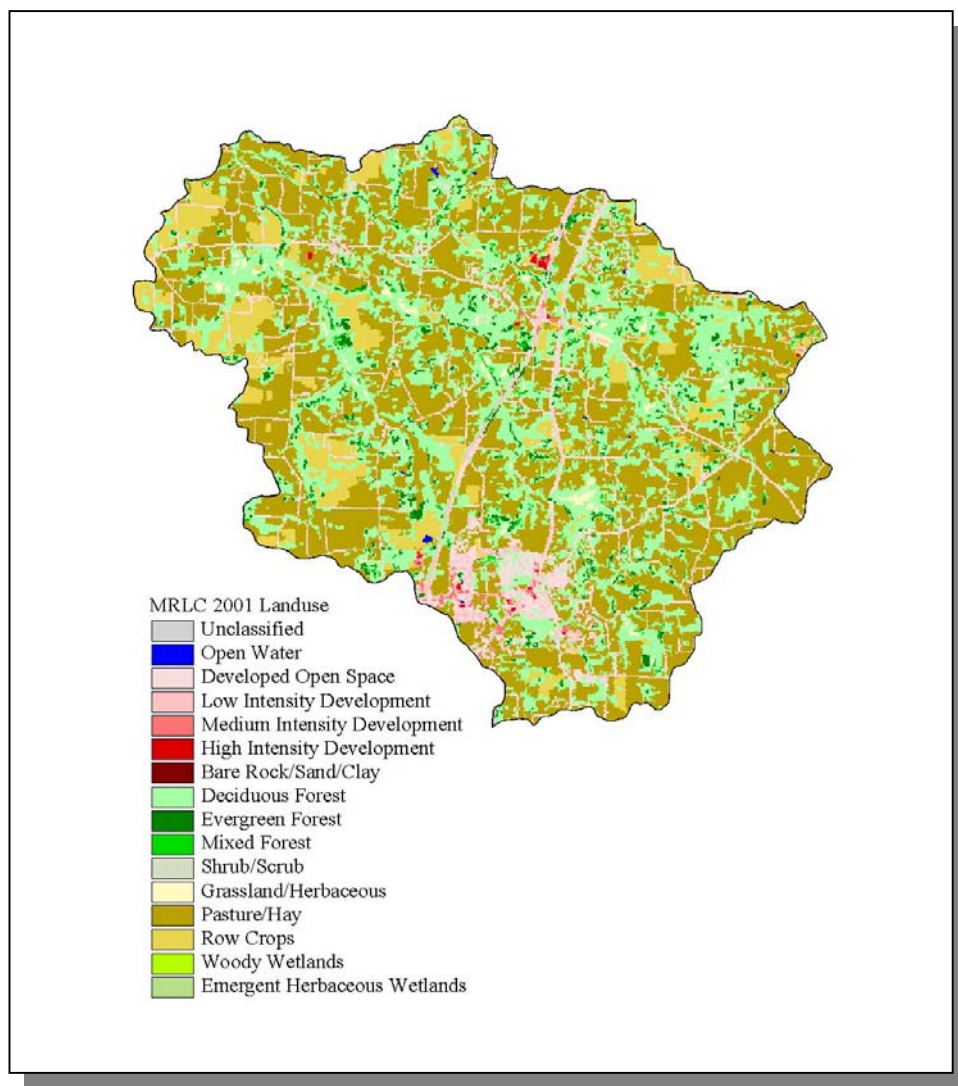 MRLC 2001 Landuse
Unclassified
Open Water
Developed Open Space
Low Intensity Development
Medium Intensity Development
High Intensity Development
Bare Rock/Sand/Clay
Deciduous Forest
Evergreen Forest
Mixed Forest
Shrub/Scrub
Grassland/Herbaceous
Pasture/Hay
Row Crops
Woody Wetlands
Emergent Herbaceous Wetlands